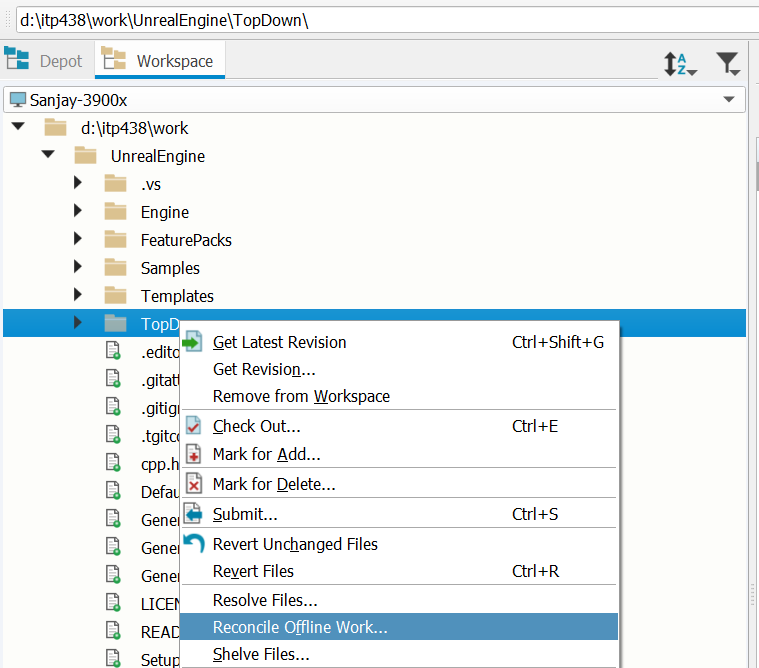 d:\itp438\work\UnrealEngine\TopDown\
Depot Workspace
Sanjay-3900x
d:\itp438\work
UnrealEngine
.vs
Engine
FeaturePacks
Samples
Templates
TopD
.edito
.gitatt
.gitign
.tgitco
cpp.h
Defau
Gener
Gener
Gener
LICEN
READ
Setup
Get Latest Revision Ctrl+Shift+G
Get Revision...
Remove from Workspace
Check Out... Ctrl+E
Mark for Add...
Mark for Delete...
Submit... Ctrl+S
Revert Unchanged Files
Revert Files Ctrl+R
Resolve Files...
Reconcile Offline Work...
Shelve Files...